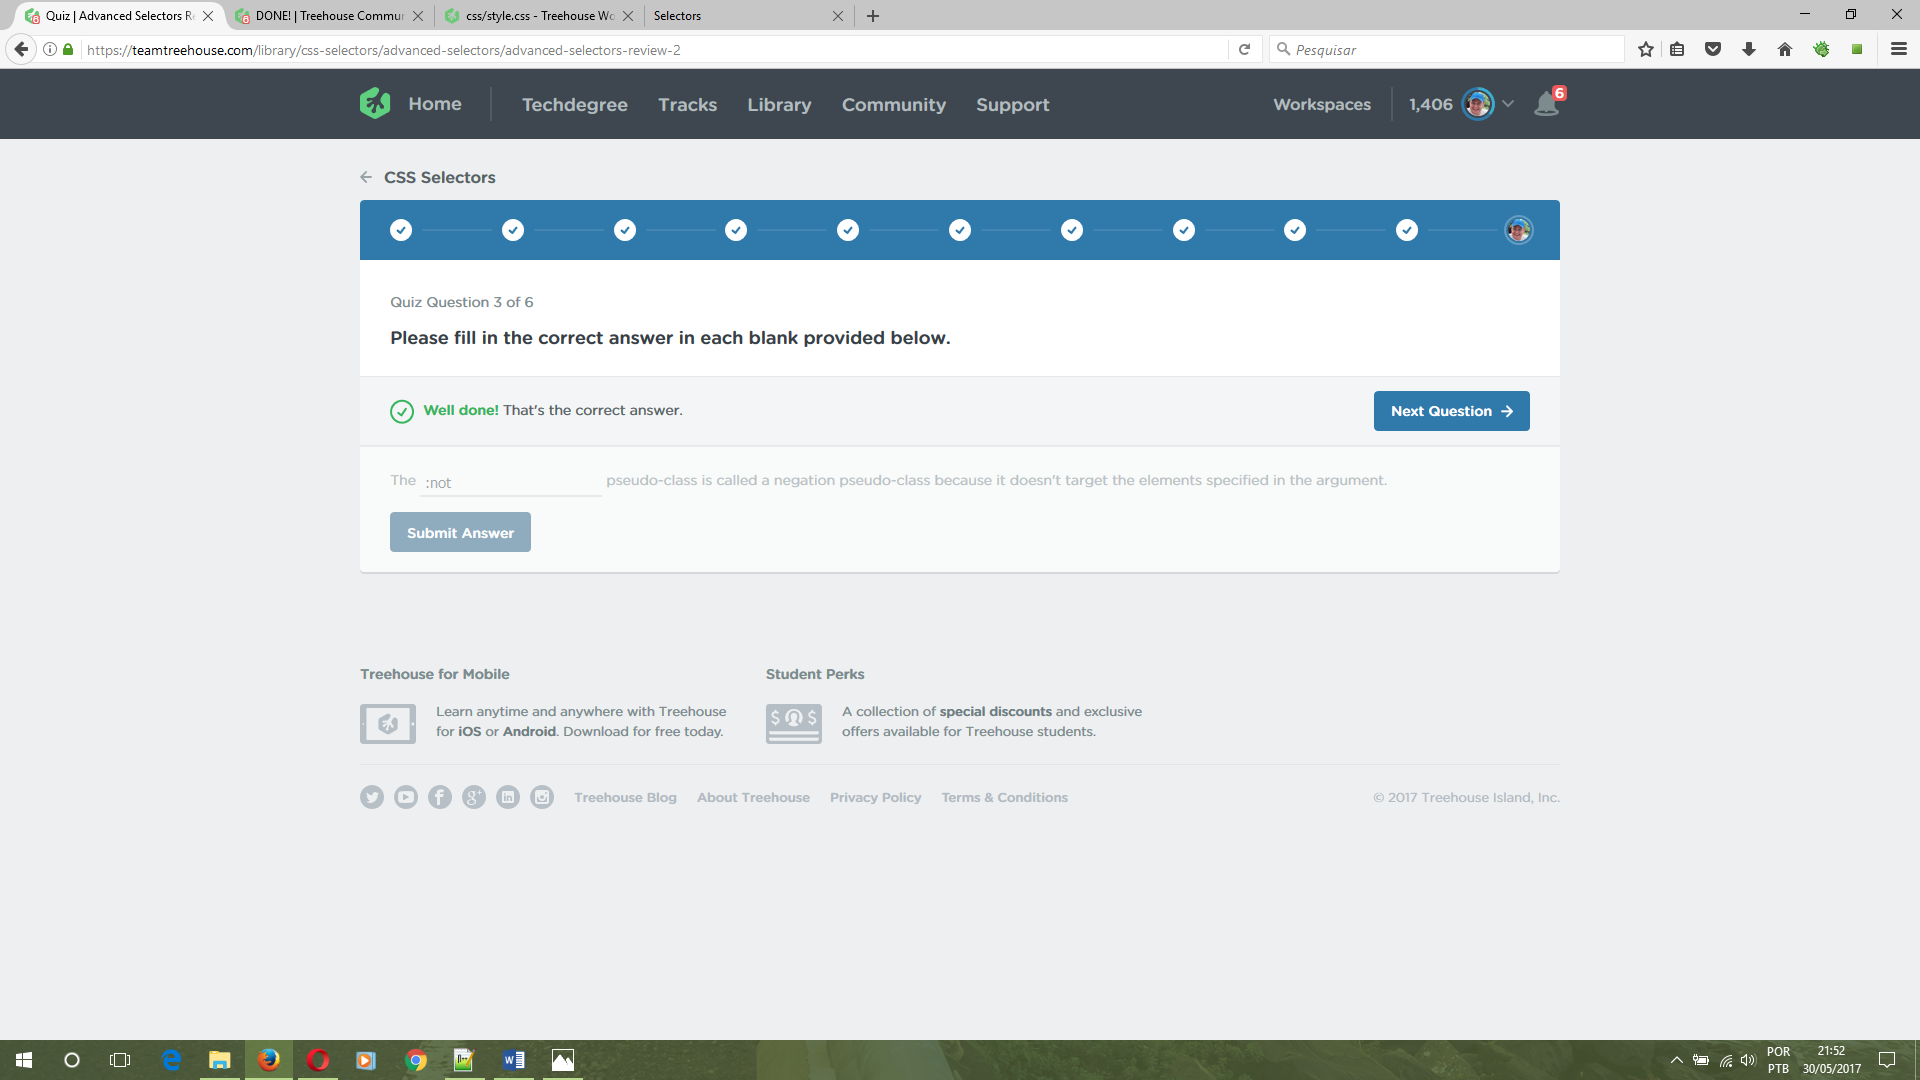 Quiz | Advanced Selectors Re
DONE! | Treehouse Commun
css/style.css - Treehouse Wo
Selectors
https://teamtreehouse.com/library/css-selectors/advanced-selectors/advanced-selectors-review-2
Pesquisar
Home
Techdegree
Tracks
Library
Community
Support
Workspaces
1,406
6
CSS Selectors
Quiz Question 3 of 6
Please fill in the correct answer in each blank provided below.
Well done! That's the correct answer.
Next Question
The :not pseudo-class is called a negation pseudo-class because it doesn't target the elements specified in the argument.
Submit Answer
Treehouse for Mobile
Learn anytime and anywhere with Treehouse
for iOS or Android. Download for free today.
Student Perks
A collection of special discounts and exclusive
offers available for Treehouse students.
Treehouse Blog
About Treehouse
Privacy Policy
Terms & Conditions
© 2017 Treehouse Island, Inc.
POR
PTB
21:52
30/05/2017